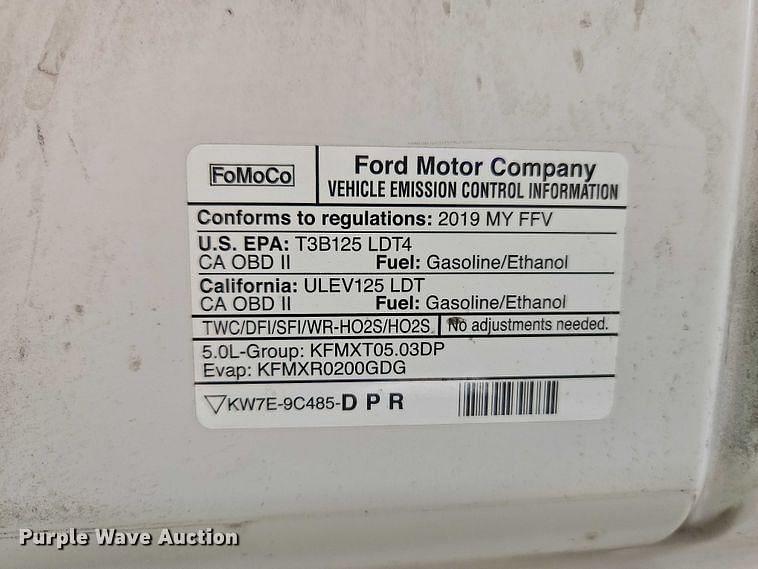 FoMoCo
Ford Motor Company
VEHICLE EMISSION CONTROL INFORMATION
Conforms to regulations: 2019 MY FFV
U.S. EPA: T3B125 LDT4
CA OBD II Fuel: Gasoline/Ethanol
California: ULEV125 LDT
CA OBD II Fuel: Gasoline/Ethanol
TWC/DFI/SFI/WR-HO2S/HO2S No adjustments needed.
5.0L-Group: KFMXT05.03DP
Evap: KFMXR0200GDG
KW7E-9C485-D P R
Purple Wave Auction